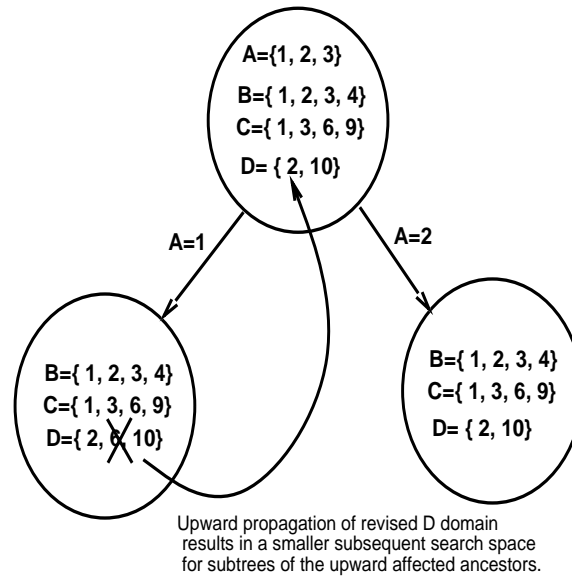 A={1, 2, 3}
B={ 1, 2, 3, 4}
C={ 1, 3, 6, 9}
D= { 2, 10}
A=1
A=2
B={ 1, 2, 3, 4}
C={ 1, 3, 6, 9}
D={ 2, 6, 10}
B={ 1, 2, 3, 4}
C={ 1, 3, 6, 9}
D= { 2, 10}
Upward propagation of revised D domain
results in a smaller subsequent search space
for subtrees of the upward affected ancestors.